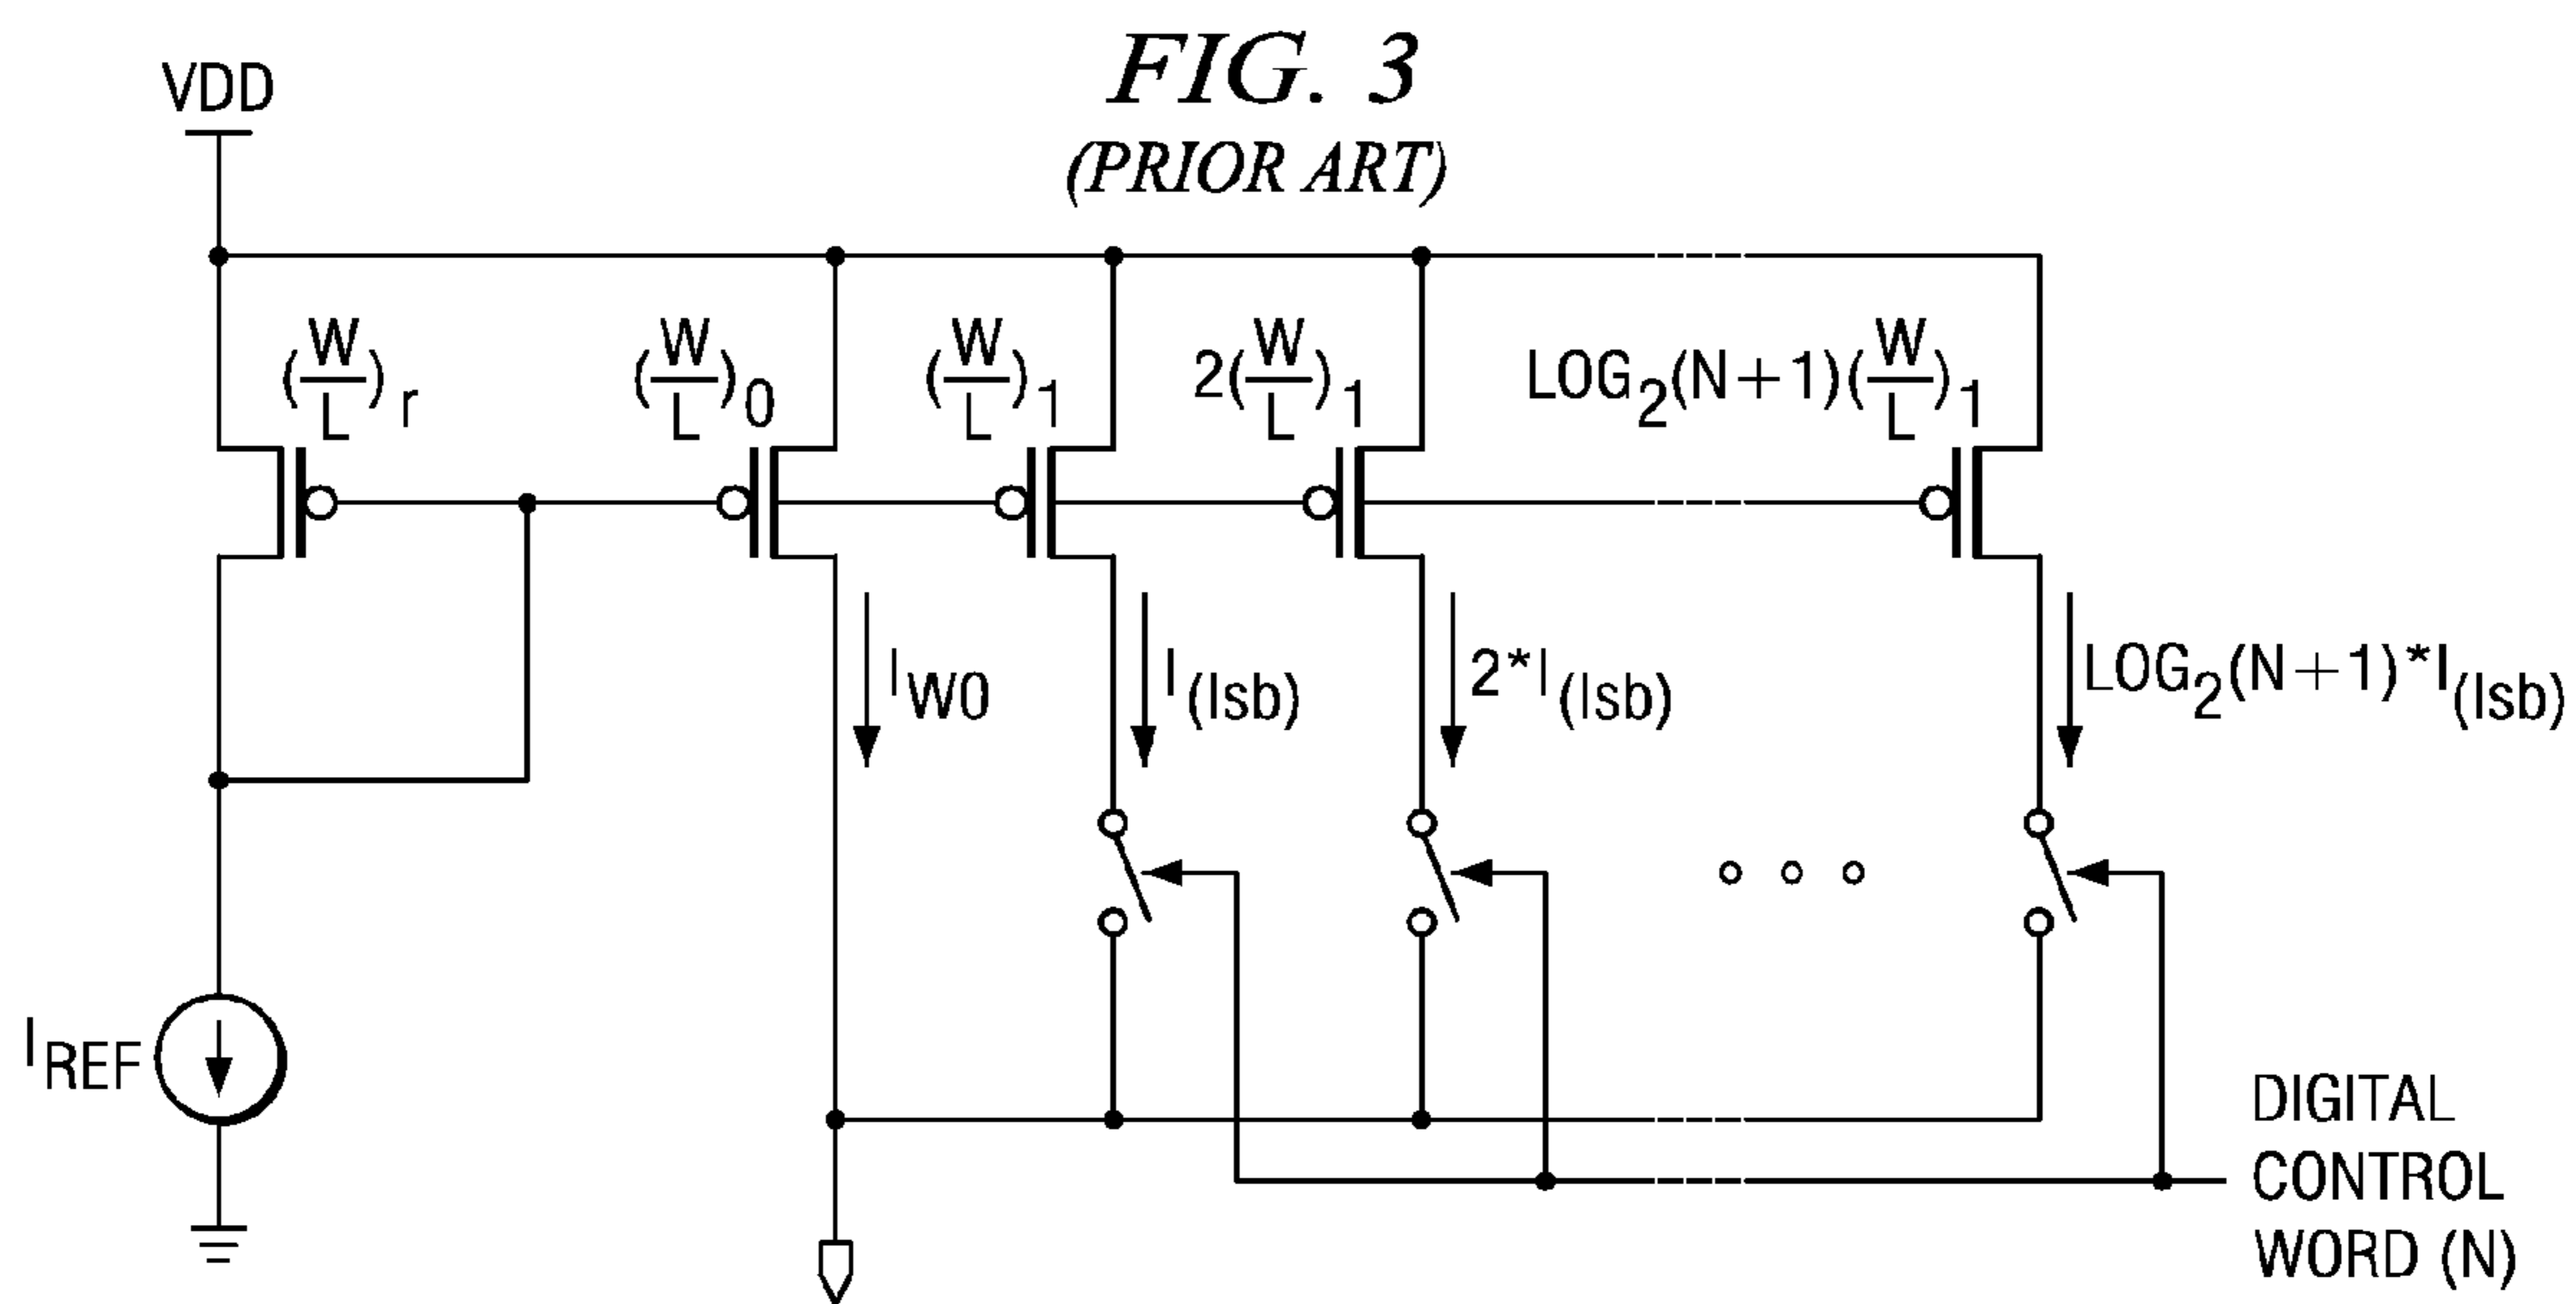 FIG. 3
(PRIOR ART)
VDD
(W/L)r
(W/L)0
(W/L)1
2(W/L)1
LOG2(N+1)(W/L)1
IW0
I(lsb)
2*I(lsb)
LOG2(N+1)*I(lsb)
IREF
DIGITAL
CONTROL
WORD (N)